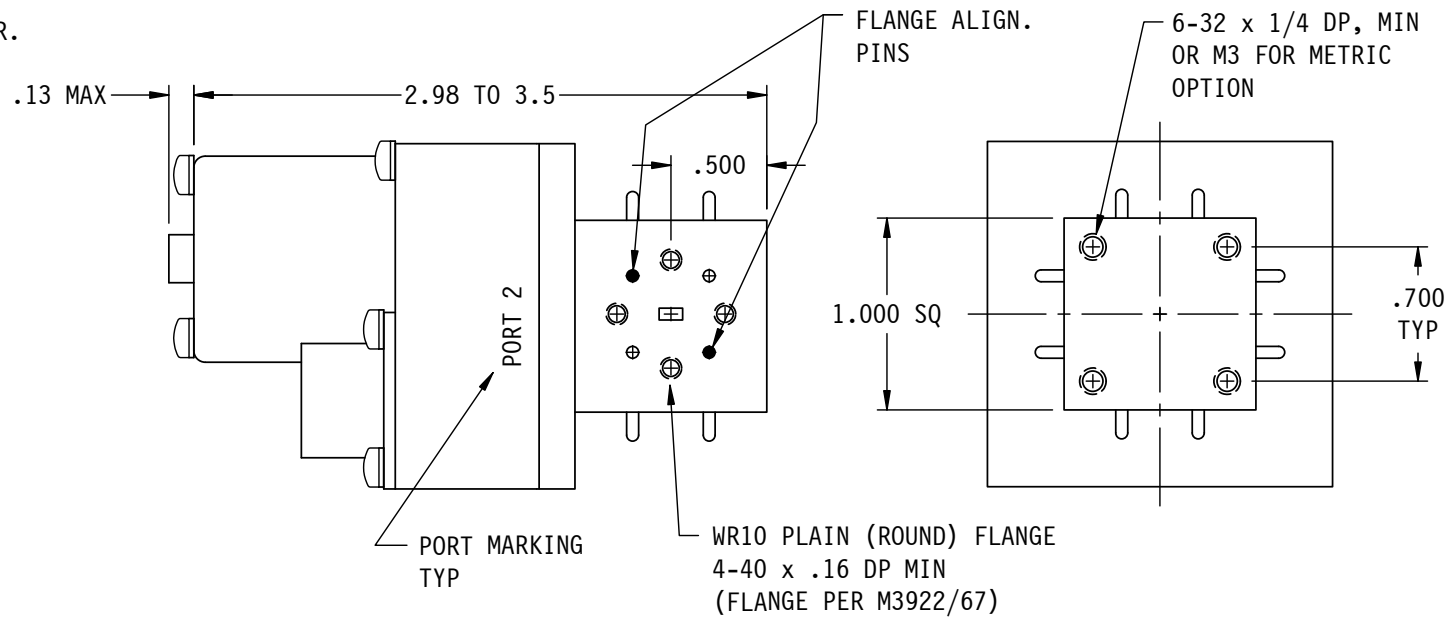 R.
.13 MAX
2.98 TO 3.5
FLANGE ALIGN.
PINS
.500
6-32 x 1/4 DP, MIN
OR M3 FOR METRIC
OPTION
1.000 SQ
.700
TYP
PORT 2
PORT MARKING
TYP
WR10 PLAIN (ROUND) FLANGE
4-40 x .16 DP MIN
(FLANGE PER M3922/67)